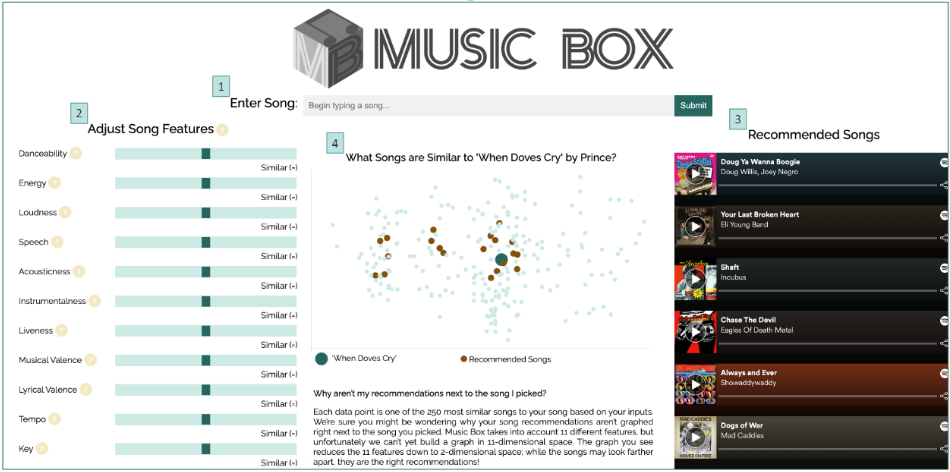 MB MUSIC BOX
1
Enter Song: Begin typing a song... Submit
2
Adjust Song Features ?
Danceability ?
Similar (=)
Energy ?
Similar (=)
Loudness ?
Similar (=)
Speech ?
Similar (=)
Acousticness ?
Similar (=)
Instrumentalness ?
Similar (=)
Liveness ?
Similar (=)
Musical Valence ?
Similar (=)
Lyrical Valence ?
Similar (=)
Tempo ?
Similar (=)
Key ?
Similar (=)
4
What Songs are Similar to 'When Doves Cry' by Prince?
'When Doves Cry'
Recommended Songs
Why aren't my recommendations next to the song I picked?
Each data point is one of the 250 most similar songs to your song based on your inputs.
We're sure you might be wondering why your song recommendations aren't graphed
right next to the song you picked. Music Box takes into account 11 different features, but
unfortunately we can't yet build a graph in 11-dimensional space. The graph you see
reduces the 11 features down to 2-dimensional space; while the songs may look farther
apart, they are the right recommendations!
3
Recommended Songs
Doug Ya Wanna Boogie
Doug Willis, Joey Negro
Your Last Broken Heart
Eli Young Band
Shaft
Incubus
Chase The Devil
Eagles Of Death Metal
Always and Ever
Showaddywaddy
Dogs of War
Mad Caddies
MAD CADDIES
HOUSE ON FIRE